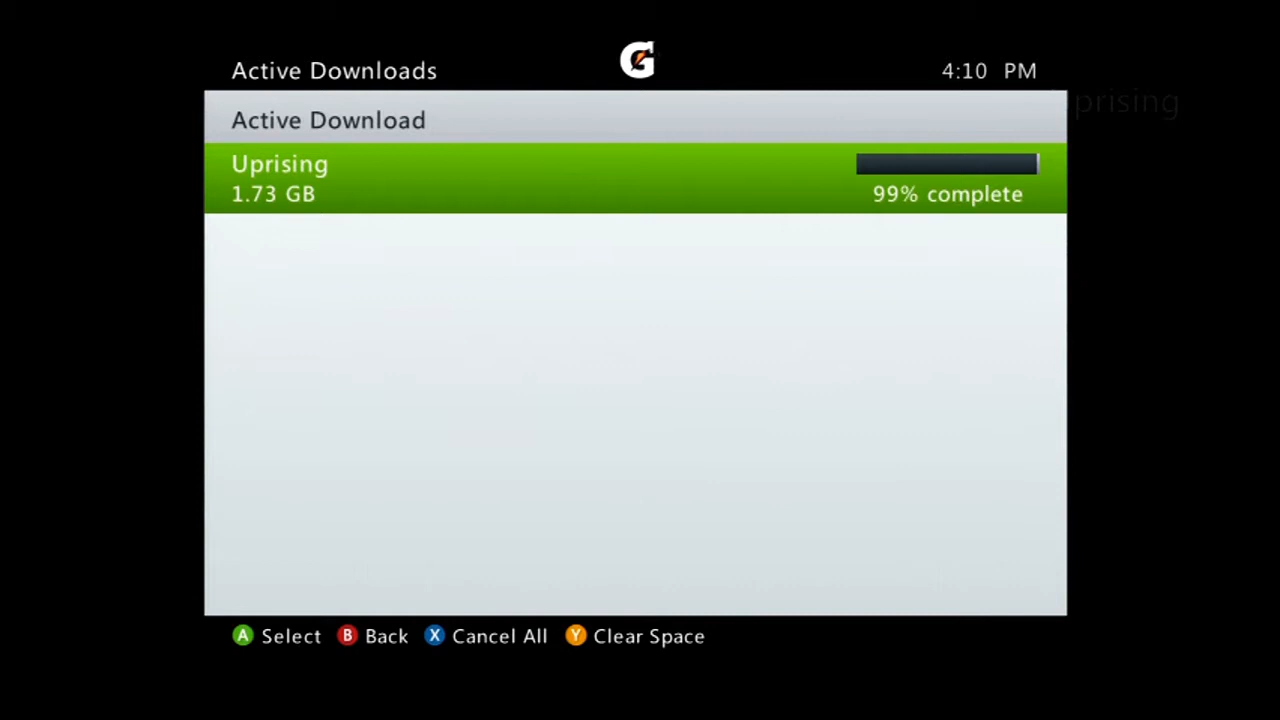 Active Downloads
G
4:10 PM
prising
Active Download
Uprising
1.73 GB
99% complete
A Select B Back X Cancel All Y Clear Space